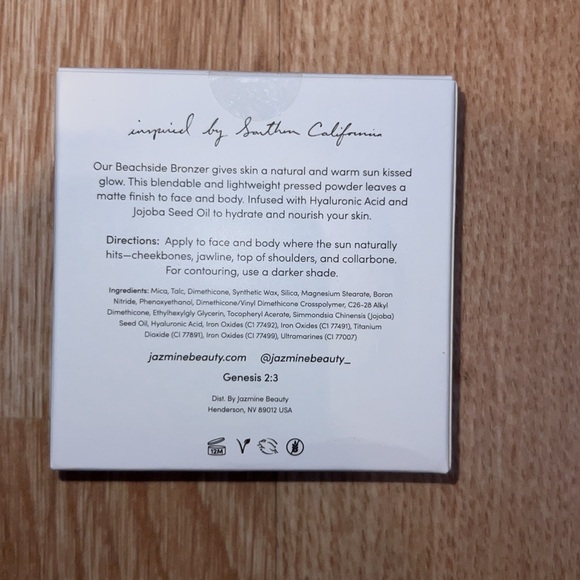 inspired by Southern California
Our Beachside Bronzer gives skin a natural and warm sun kissed
glow. This blendable and lightweight pressed powder leaves a
matte finish to face and body. Infused with Hyaluronic Acid and
Jojoba Seed Oil to hydrate and nourish your skin.
Directions: Apply to face and body where the sun naturally
hits—cheekbones, jawline, top of shoulders, and collarbone.
For contouring, use a darker shade.
Ingredients: Mica, Talc, Dimethicone, Synthetic Wax, Silica, Magnesium Stearate, Boron
Nitride, Phenoxyethanol, Dimethicone/Vinyl Dimethicone Crosspolymer, C26-28 Alkyl
Dimethicone, Ethylhexylgly Glycerin, Tocopheryl Acerate, Simmondsia Chinensis (Jojoba)
Seed Oil, Hyaluronic Acid, Iron Oxides (CI 77492), Iron Oxides (CI 77491), Titanium
Dioxide (CI 77891), Iron Oxides (CI 77499), Ultramarines (CI 77007)
jazminebeauty.com @jazminebeauty_
Genesis 2:3
Dist. By Jazmine Beauty
Henderson, NV 89012 USA
12M